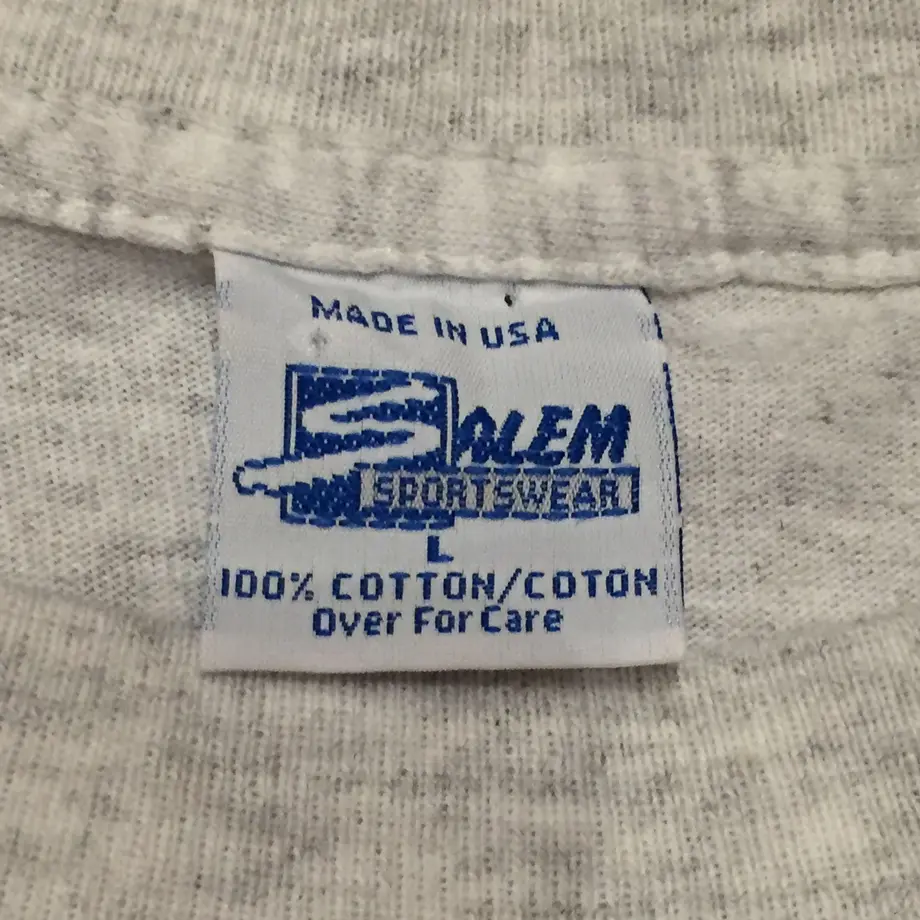 MADE IN USA
SALEM
SPORTSWEAR
L
100% COTTON/COTON
Over For Care